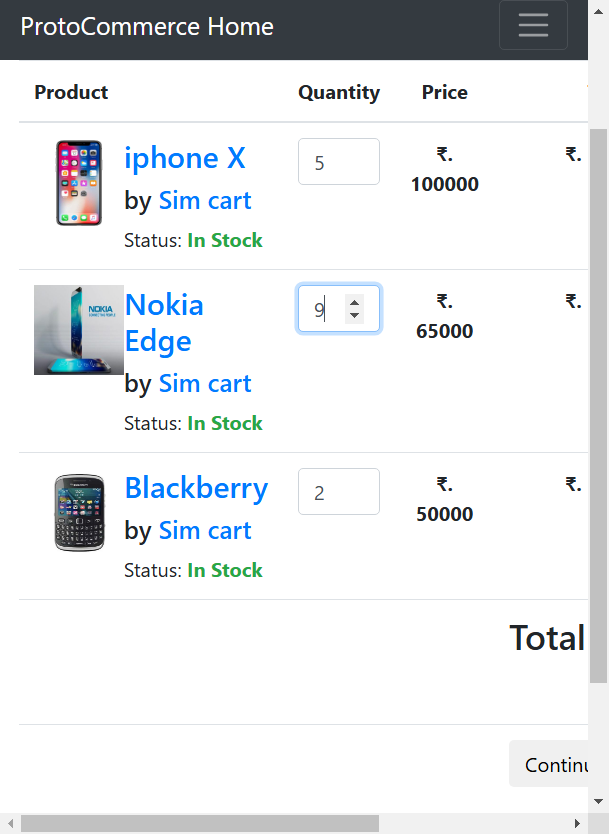 ProtoCommerce Home
Product Quantity Price
iphone X 5 ₹. ₹.
by Sim cart 100000
Status: In Stock
NOKIA
Nokia 9 ₹. ₹.
Edge 65000
by Sim cart
Status: In Stock
Blackberry 2 ₹. ₹.
by Sim cart 50000
Status: In Stock
Total
Continu